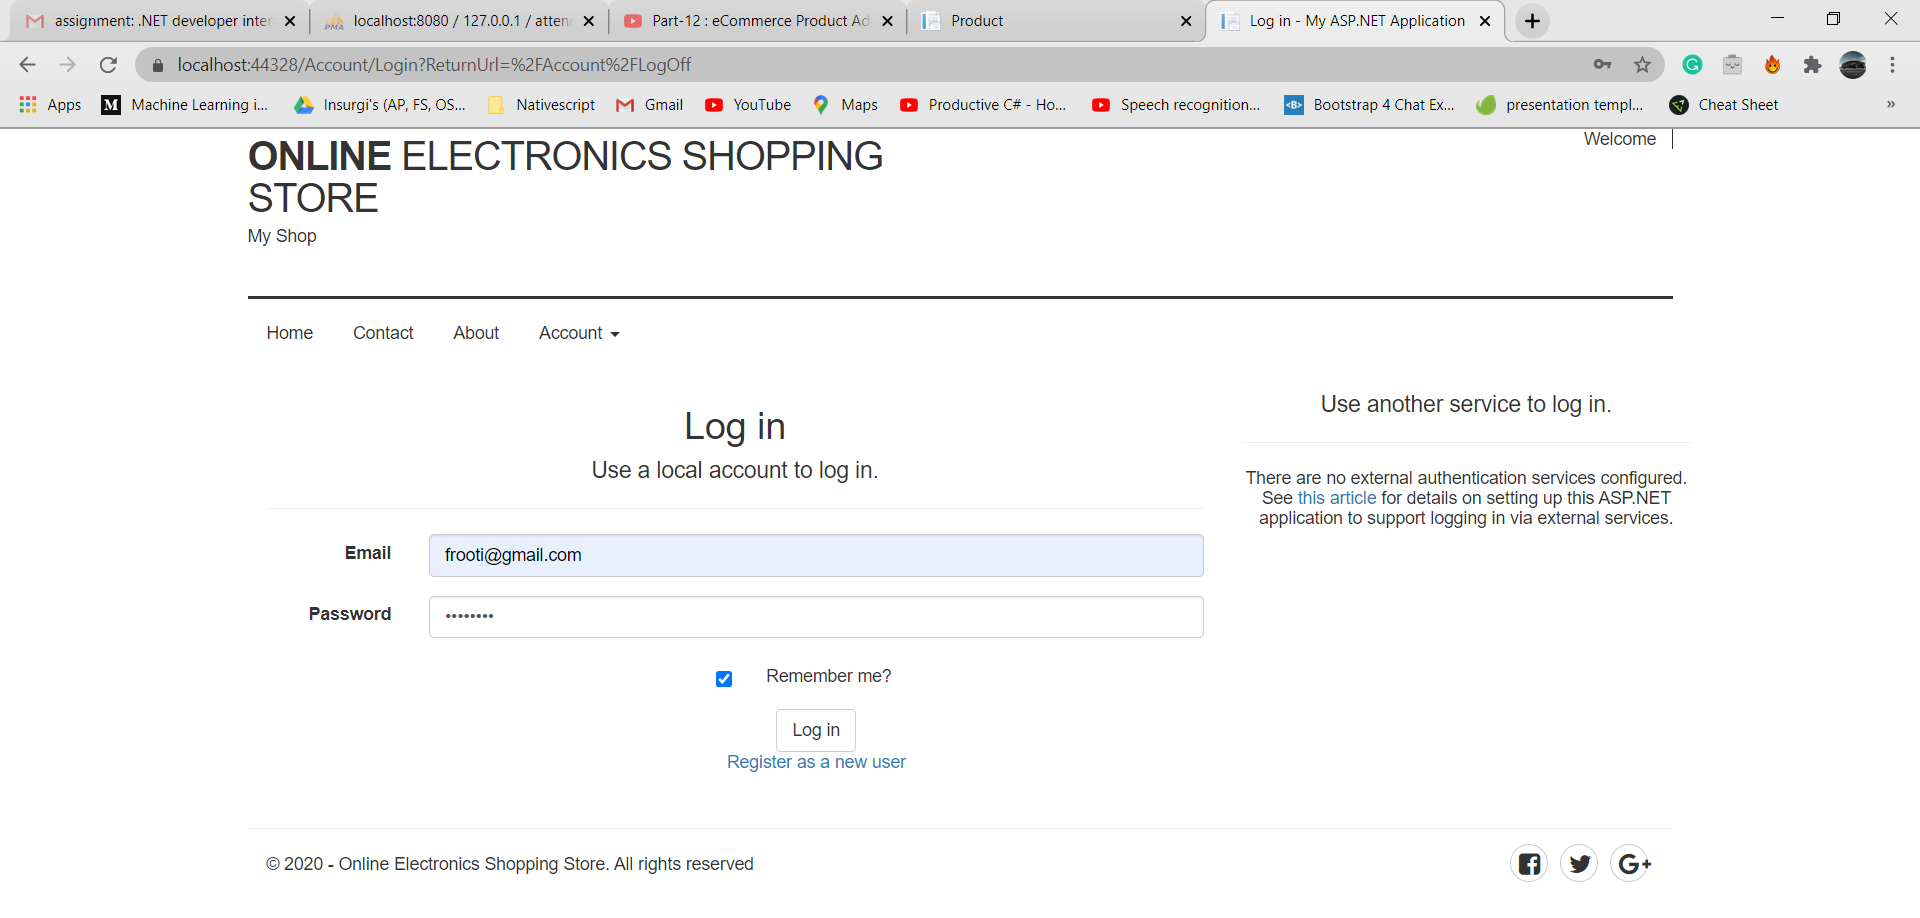 assignment: .NET developer inter
localhost:8080 / 127.0.0.1 / atten
Part-12 : eCommerce Product Ad
Product
Log in - My ASP.NET Application
localhost:44328/Account/Login?ReturnUrl=%2FAccount%2FLogOff
Apps
M Machine Learning i...
Insurgi's (AP, FS, OS...
Nativescript
Gmail
YouTube
Maps
Productive C# - Ho...
Speech recognition...
Bootstrap 4 Chat Ex...
presentation templ...
Cheat Sheet
»
Welcome
ONLINE ELECTRONICS SHOPPING
STORE
My Shop
Home Contact About Account
Log in
Use a local account to log in.
Email frooti@gmail.com
Password ••••••••
Remember me?
Log in
Register as a new user
Use another service to log in.
There are no external authentication services configured.
See this article for details on setting up this ASP.NET
application to support logging in via external services.
© 2020 - Online Electronics Shopping Store. All rights reserved
G+